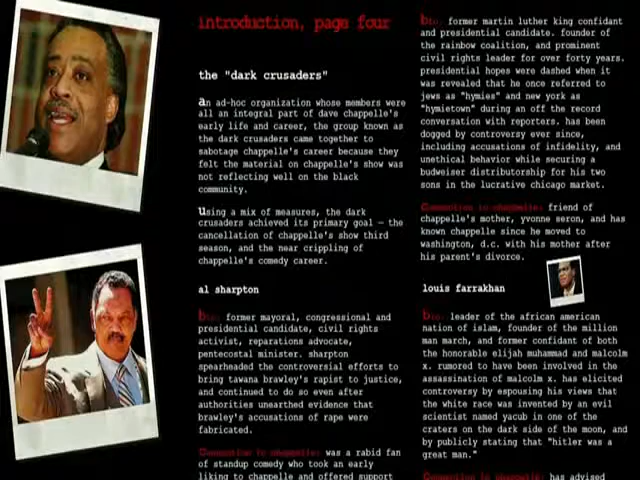 introduction, page four
the "dark crusaders"
an ad-hoc organization whose members were
all an integral part of dave chappelle's
early life and career, the group known as
the dark crusaders came together to
sabotage chappelle's career because they
felt the material on chappelle's show was
not reflecting well on the black
community.
using a mix of measures, the dark
crusaders achieved its primary goal — the
cancellation of chappelle's show third
season, and the near crippling of
chappelle's comedy career.
al sharpton
bio: former mayoral, congressional and
presidential candidate, civil rights
activist, reparations advocate,
pentecostal minister. sharpton
spearheaded the controversial efforts to
bring tawana brawley's rapist to justice,
and continued to do so even after
authorities unearthed evidence that
brawley's accusations of rape were
fabricated.
connection to chappelle: was a rabid fan
of standup comedy who took an early
liking to chappelle and offered support
bio: former martin luther king confidant
and presidential candidate. founder of
the rainbow coalition, and prominent
civil rights leader for over forty years.
presidential hopes were dashed when it
was revealed that he once referred to
jews as "hymies" and new york as
"hymietown" during an off the record
conversation with reporters. has been
dogged by controversy ever since,
including accusations of infidelity, and
unethical behavior while securing a
budweiser distributorship for his two
sons in the lucrative chicago market.
connection to chappelle: friend of
chappelle's mother, yvonne seron, and has
known chappelle since he moved to
washington, d.c. with his mother after
his parent's divorce.
louis farrakhan
bio: leader of the african american
nation of islam, founder of the million
man march, and former confidant of both
the honorable elijah muhammad and malcolm
x. rumored to have been involved in the
assassination of malcolm x. has elicited
controversy by espousing his views that
the white race was invented by an evil
scientist named yacub in one of the
craters on the dark side of the moon, and
by publicly stating that "hitler was a
great man."
connection to chappelle: has advised